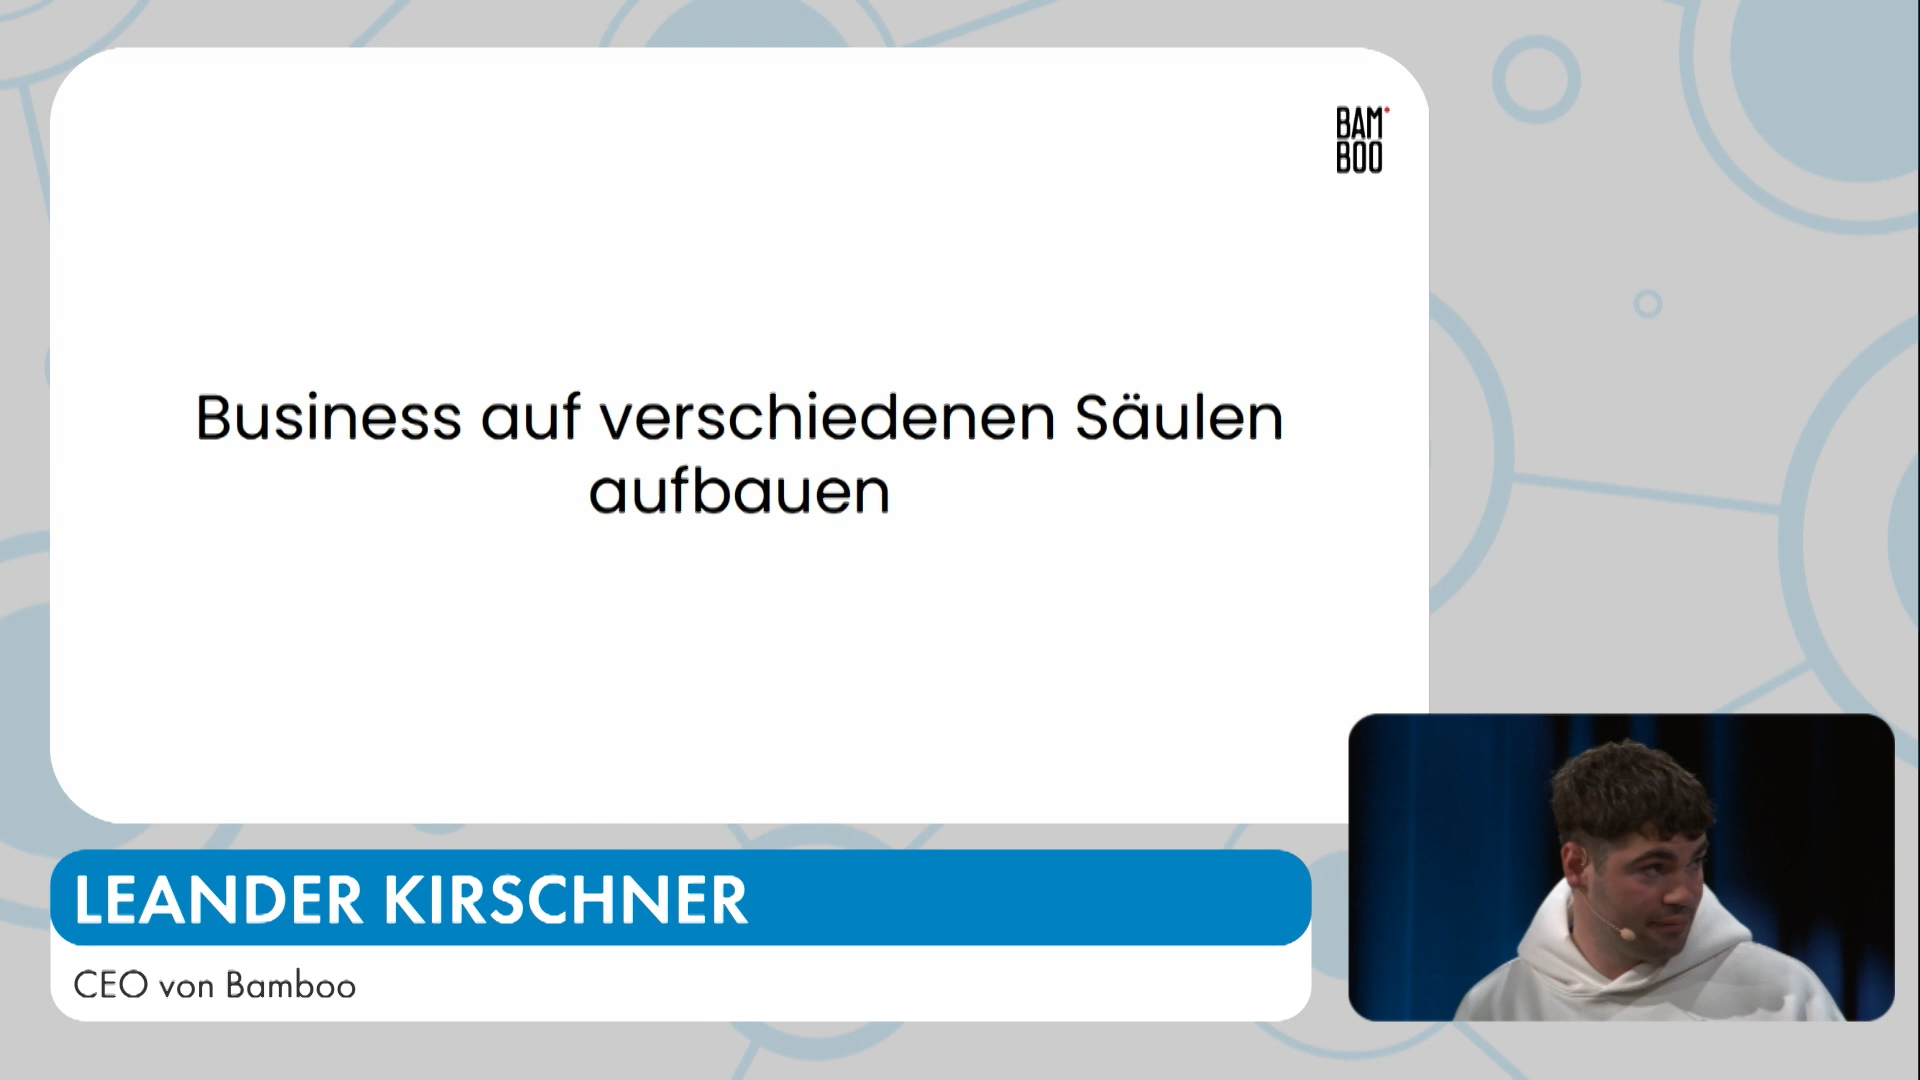 BAM
BOO
Business auf verschiedenen Säulen
aufbauen
LEANDER KIRSCHNER
CEO von Bamboo